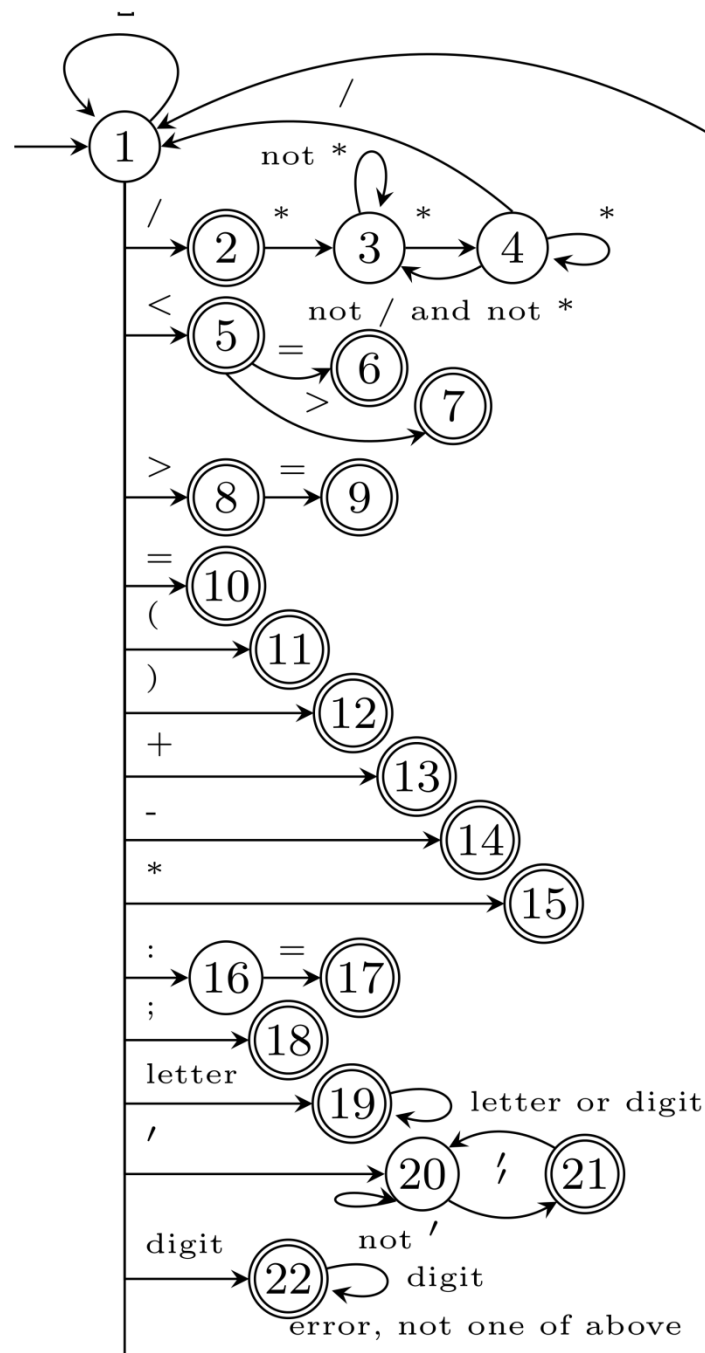 ␣
/
1
not *
/ * * *
2 3 4
< not / and not *
5 = 6
> 7
> =
8 9
=
10
(
11
)
12
+
13
-
14
*
15
: =
16 17
;
18
letter
19 letter or digit
′ ′
20 ′ 21
not ′
digit
22 digit
error, not one of above